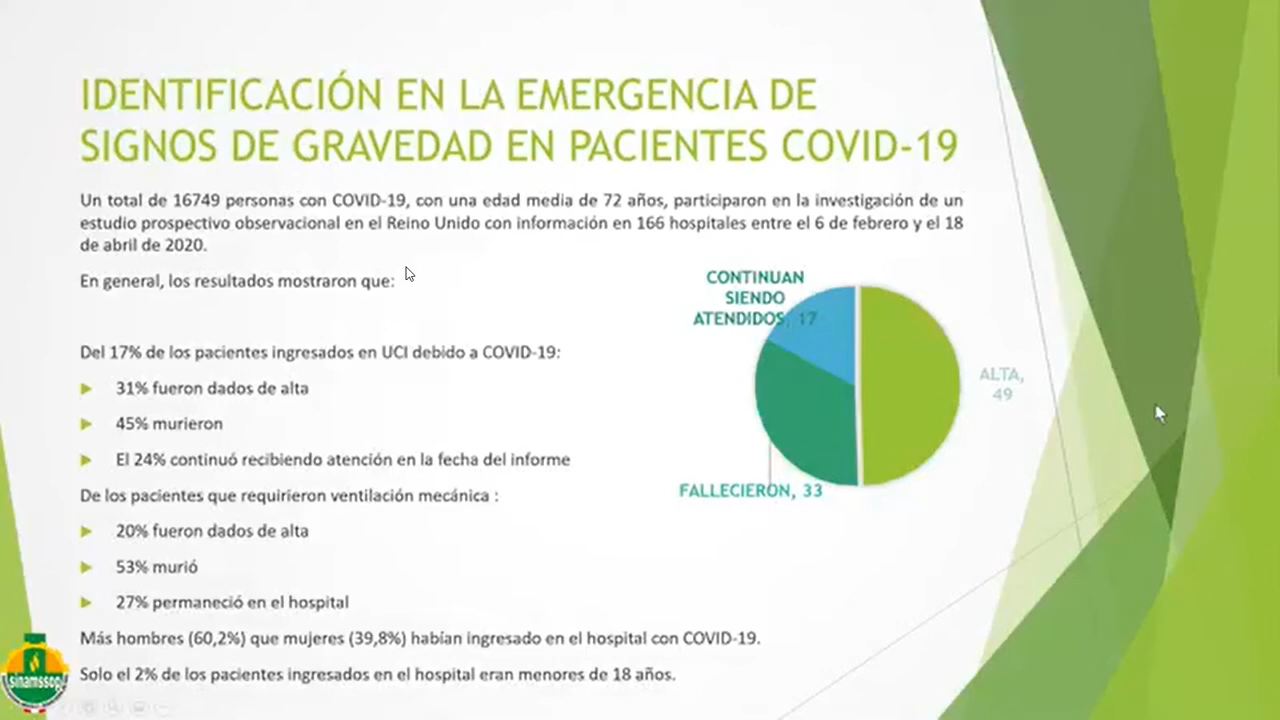 IDENTIFICACIÓN EN LA EMERGENCIA DE
SIGNOS DE GRAVEDAD EN PACIENTES COVID-19
Un total de 16749 personas con COVID-19, con una edad media de 72 años, participaron en la investigación de un
estudio prospectivo observacional en el Reino Unido con información en 166 hospitales entre el 6 de febrero y el 18
de abril de 2020.
En general, los resultados mostraron que:
CONTINUAN
SIENDO
ATENDIDOS, 17
ALTA,
49
FALLECIERON, 33
Del 17% de los pacientes ingresados en UCI debido a COVID-19:
31% fueron dados de alta
45% murieron
El 24% continuó recibiendo atención en la fecha del informe
De los pacientes que requirieron ventilación mecánica :
20% fueron dados de alta
53% murió
27% permaneció en el hospital
Más hombres (60,2%) que mujeres (39,8%) habían ingresado en el hospital con COVID-19.
Solo el 2% de los pacientes ingresados en el hospital eran menores de 18 años.
sinamssop